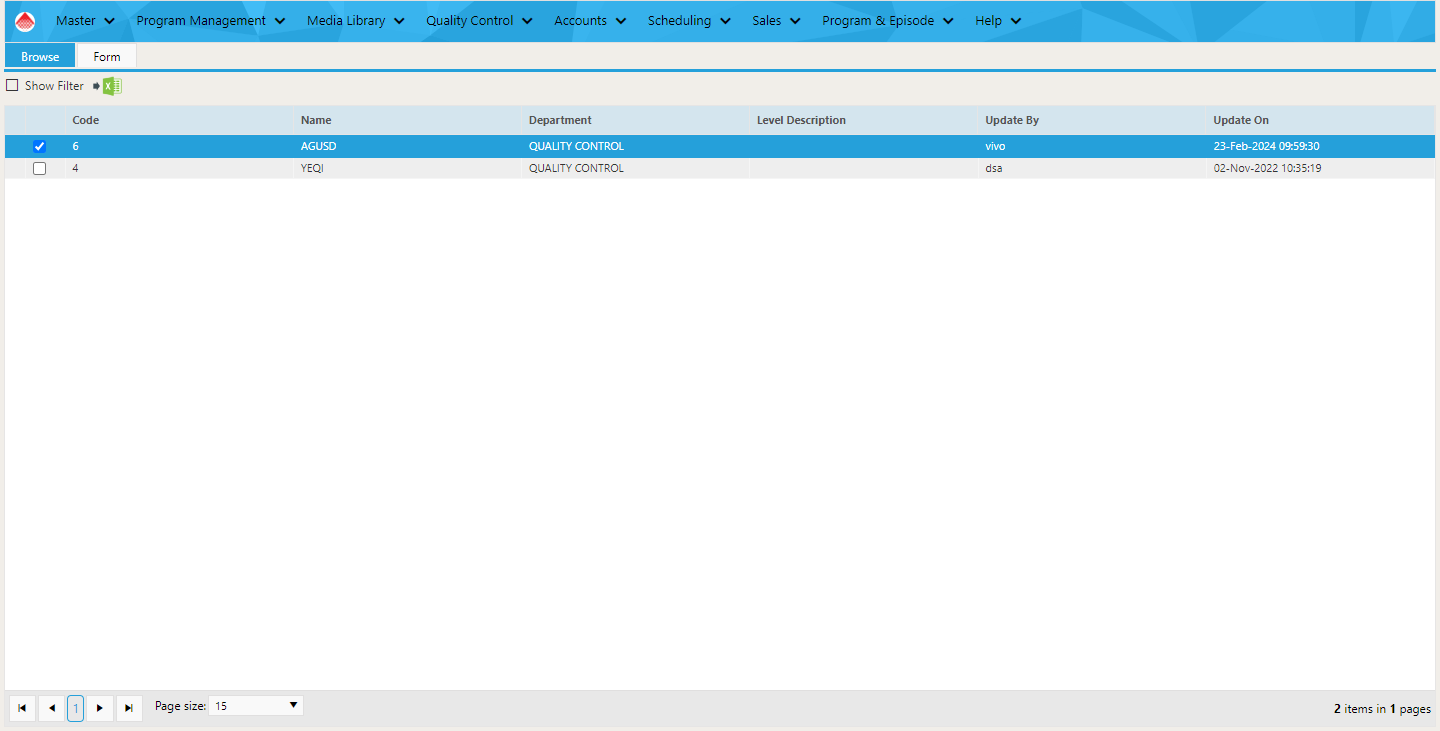 Master Program Management Media Library Quality Control Accounts Scheduling Sales Program & Episode Help
Browse Form
Show Filter
Code Name Department Level Description Update By Update On
6 AGUSD QUALITY CONTROL vivo 23-Feb-2024 09:59:30
4 YEQI QUALITY CONTROL dsa 02-Nov-2022 10:35:19
1 Page size: 15 2 items in 1 pages